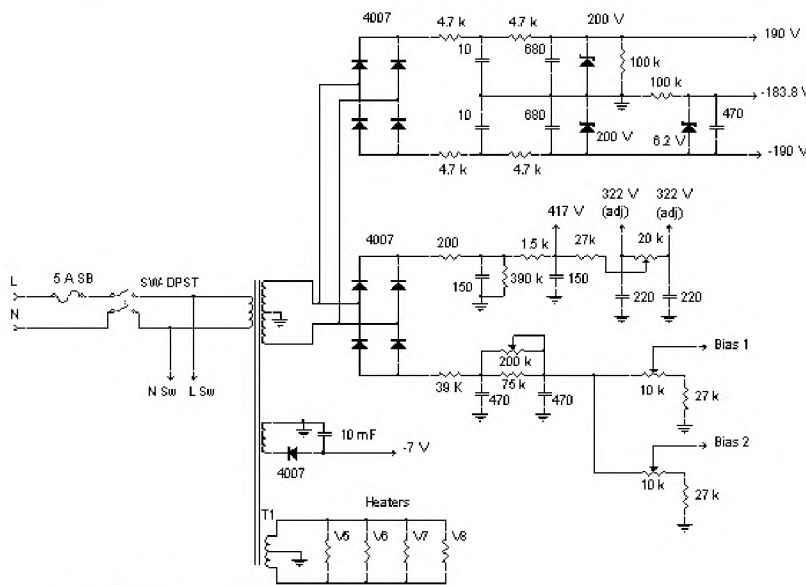 4007
4.7 k
4.7 k
200 V
190 V
10
680
100 k
100 k
-183.8 V
10
680
200 V
6.2 V
470
-190 V
4.7 k
4.7 k
322 V
(adj)
322 V
(adj)
417 V
4007
200
1.5 k
27k
20 k
150
390 k
150
220
220
L
5 A SB
SW-DPST
N
N Sw
L Sw
200 k
39 K
75 k
470
470
Bias 1
10 k
27 k
Bias 2
10 k
27 k
10 mF
-7 V
4007
T1
Heaters
V5
V6
V7
V8